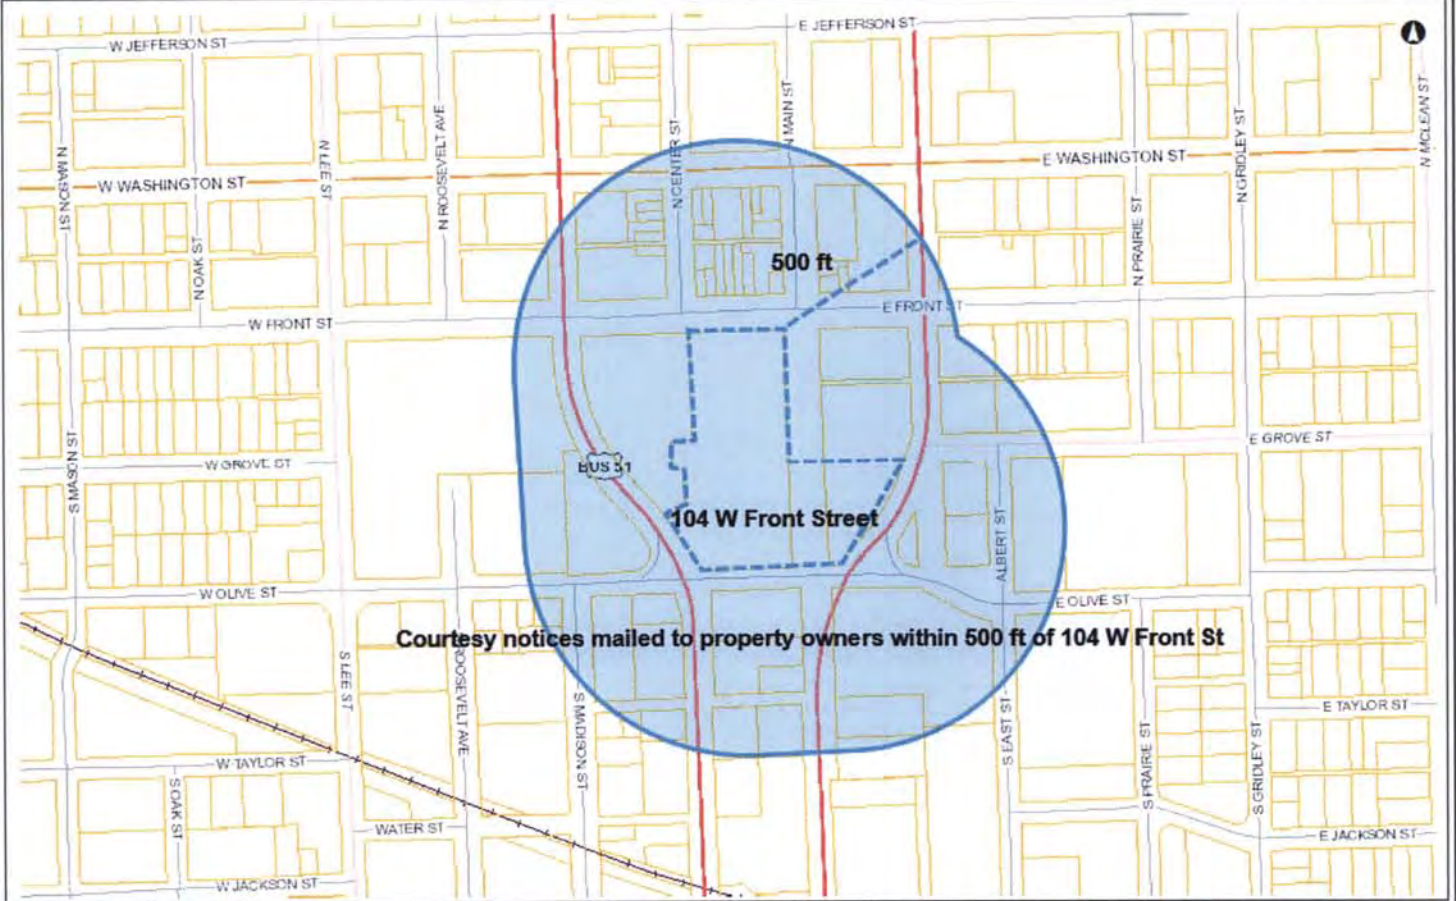 E JEFFERSON ST
W JEFFERSON ST
N MAIN ST
N MCLEAN ST
N ROOSEVELT AVE
N CENTER ST
N GRIDLEY ST
N LEE ST
N MASON ST
E WASHINGTON ST
W WASHINGTON ST
N PRAIRIE ST
N OAK ST
500 ft
E FRONT ST
W FRONT ST
E GROVE ST
W GROVE ST
BUS 51
S MASON ST
104 W Front Street
ALBERT ST
W OLIVE ST
E OLIVE ST
Courtesy notices mailed to property owners within 500 ft of 104 W Front St
S LEE ST
ROOSEVELT AVE
S MADISON ST
S EAST ST
S PRAIRIE ST
S GRIDLEY ST
E TAYLOR ST
W TAYLOR ST
S OAK ST
WATER ST
E JACKSON ST
W JACKSON ST